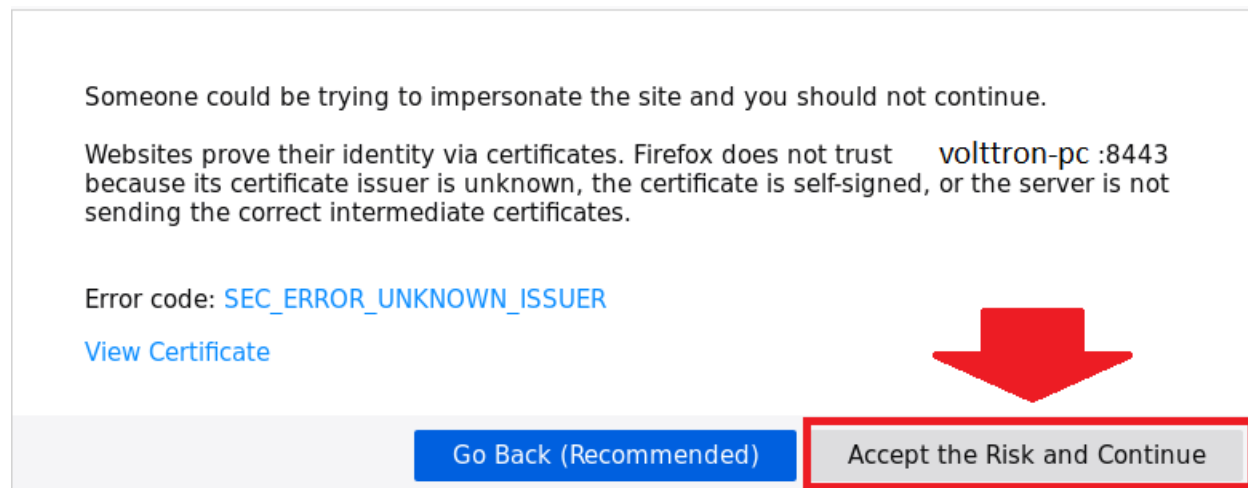 Someone could be trying to impersonate the site and you should not continue.
Websites prove their identity via certificates. Firefox does not trust volttron-pc :8443
because its certificate issuer is unknown, the certificate is self-signed, or the server is not
sending the correct intermediate certificates.
Error code: SEC_ERROR_UNKNOWN_ISSUER
View Certificate
Go Back (Recommended)
Accept the Risk and Continue